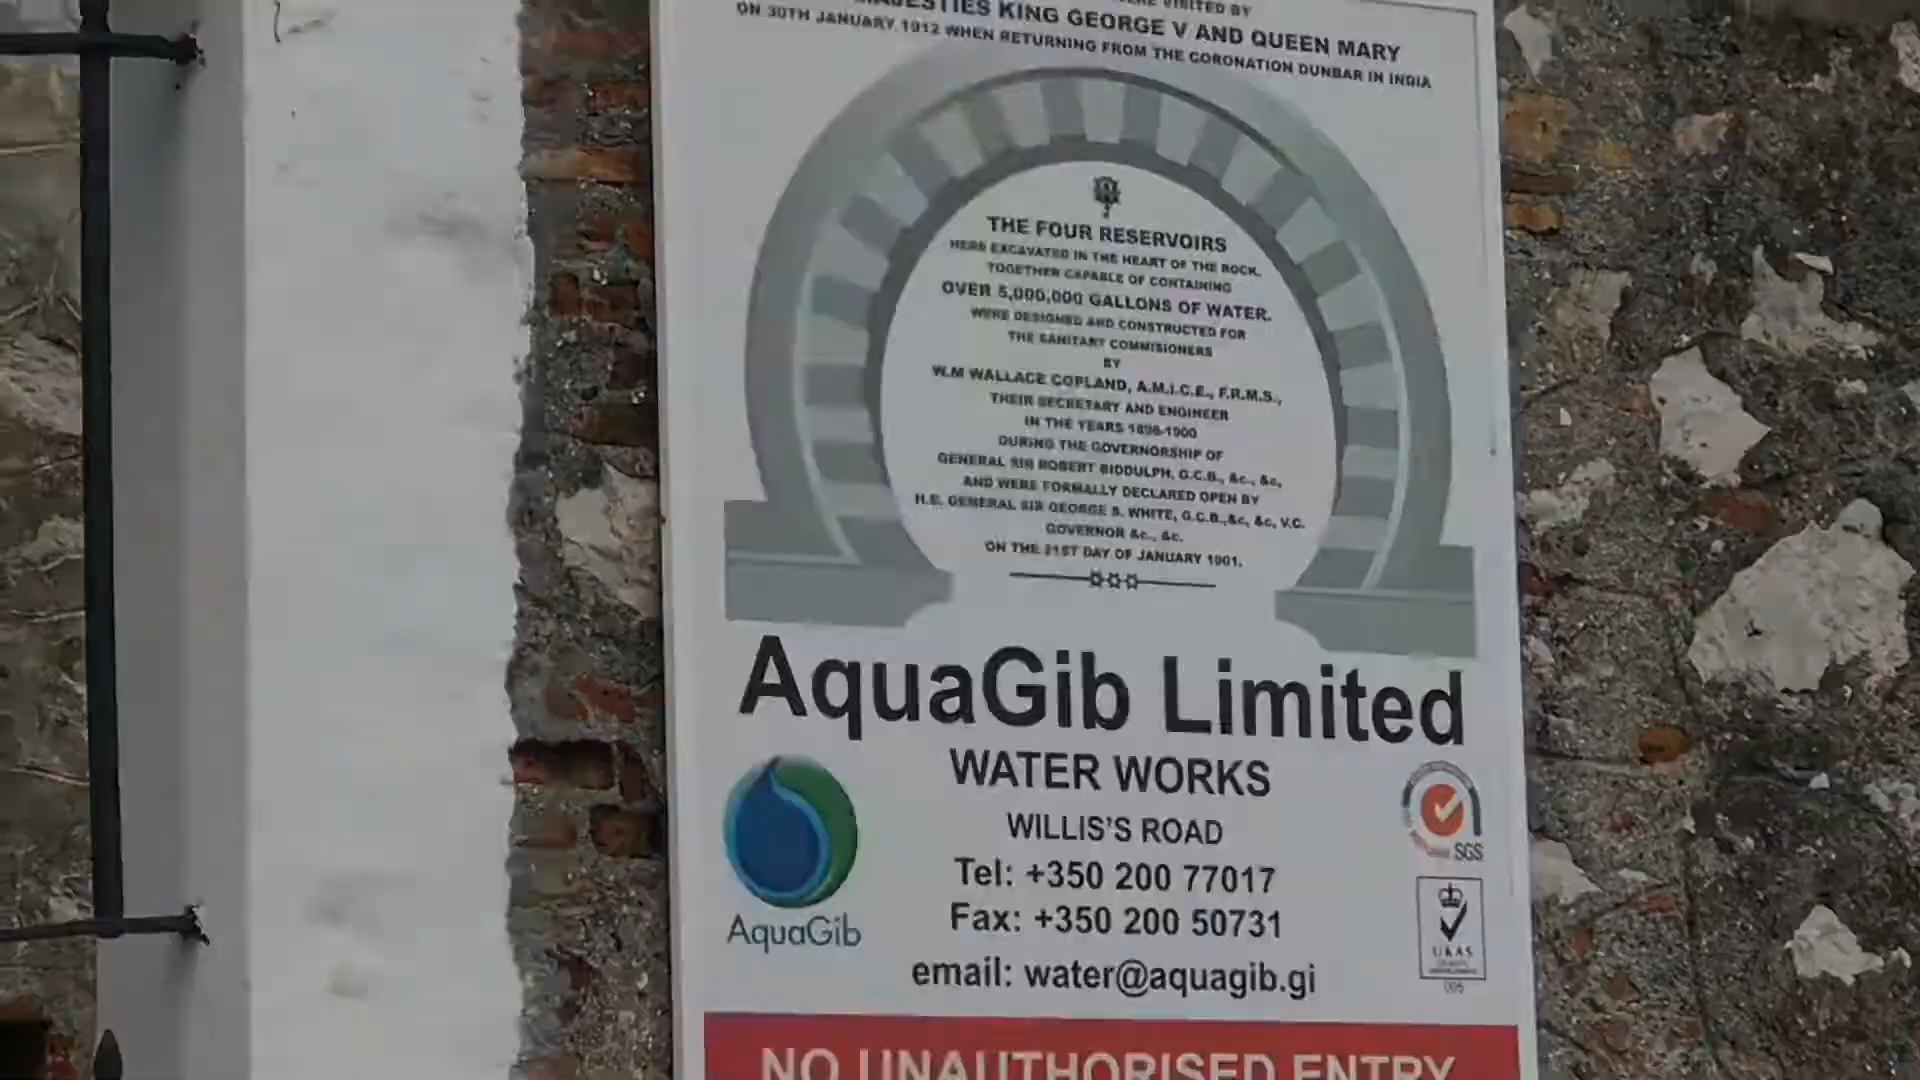 VISITED BY
KING GEORGE V AND QUEEN MARY
ON 30TH JANUARY 1912 WHEN RETURNING FROM THE CORONATION DUNBAR IN INDIA
THE FOUR RESERVOIRS
HERE EXCAVATED IN THE HEART OF THE ROCK,
TOGETHER CAPABLE OF CONTAINING
OVER 5,000,000 GALLONS OF WATER.
WERE DESIGNED AND CONSTRUCTED FOR
THE SANITARY COMMISIONERS
BY
W.M WALLACE COPLAND, A.M.I.C.E., F.R.M.S.,
THEIR SECRETARY AND ENGINEER
IN THE YEARS 1898-1900
DURING THE GOVERNORSHIP OF
GENERAL SIR ROBERT BIDDULPH, G.C.B., &c., &c,
AND WERE FORMALLY DECLARED OPEN BY
H.E. GENERAL SIR GEORGE S. WHITE, G.C.B.,&c, &c, V.C.
GOVERNOR &c., &c.
ON THE 21ST DAY OF JANUARY 1901.
AquaGib Limited
WATER WORKS
WILLIS'S ROAD
Tel: +350 200 77017
Fax: +350 200 50731
email: water@aquagib.gi
AquaGib
SGS
UKAS
005
NO UNAUTHORISED ENTRY